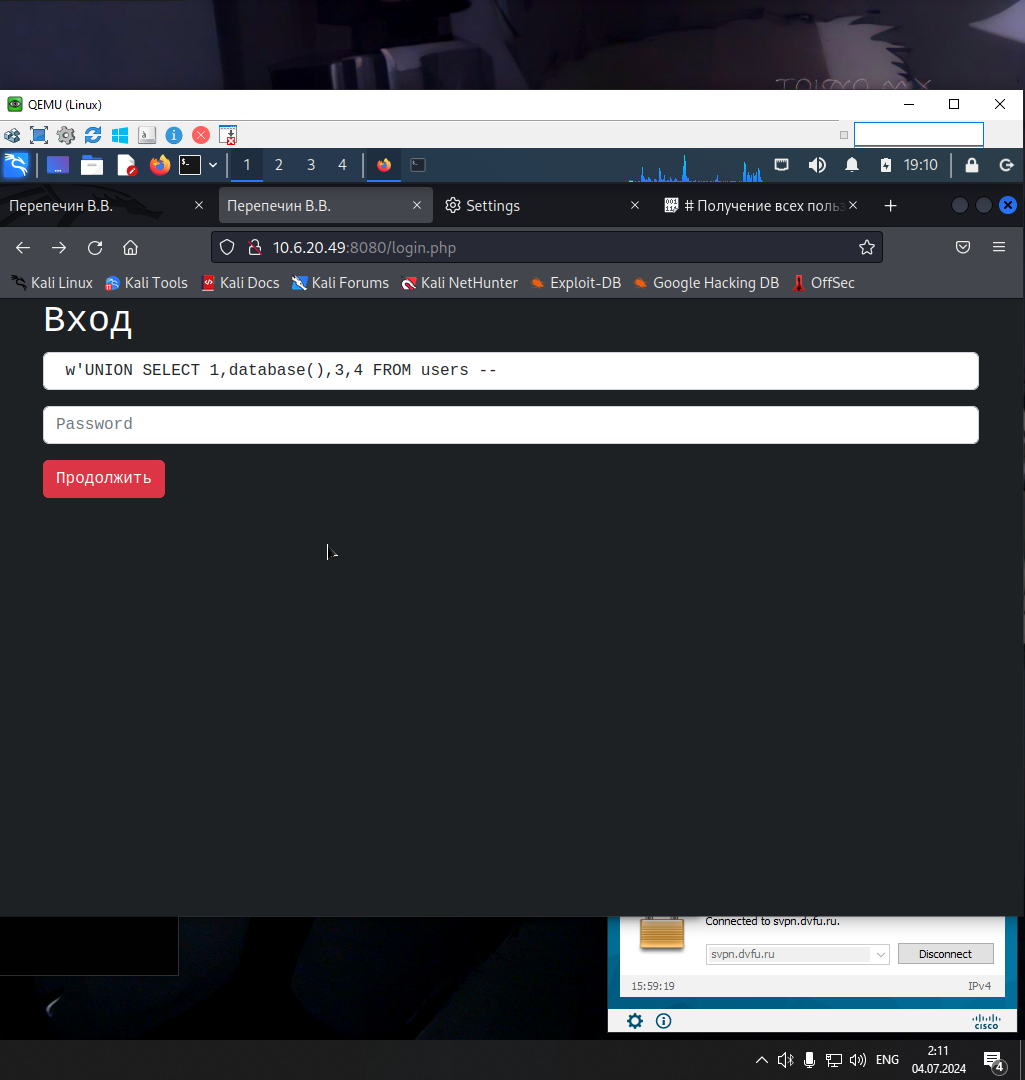 QEMU (Linux)
1 2 3 4 19:10
Перепечин В.В. Перепечин В.В. Settings # Получение всех
10.6.20.49:8080/login.php
Kali Linux Kali Tools Kali Docs Kali Forums Kali NetHunter Exploit-DB Google Hacking DB OffSec
Вход
w'UNION SELECT 1,database(),3,4 FROM users --
Password
Продолжить
Connected to svpn.dvfu.ru.
svpn.dvfu.ru Disconnect
15:59:19 IPv4
CISCO
ENG 2:11
04.07.2024 4